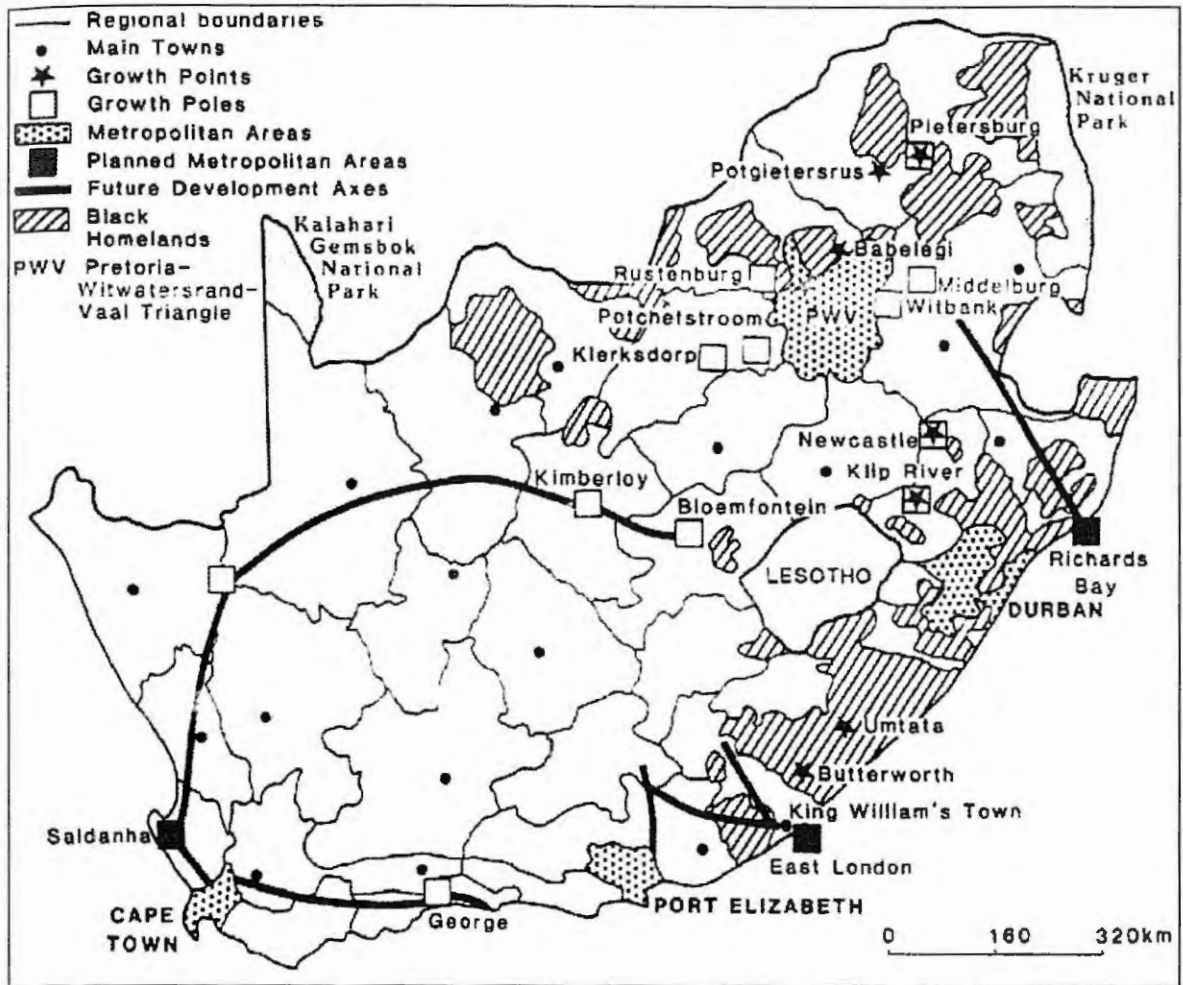 Regional boundaries
Main Towns
Growth Points
Growth Poles
Metropolitan Areas
Planned Metropolitan Areas
Future Development Axes
Black
Homelands
PWV Pretoria-
Witwatersrand-
Vaal Triangle
Kalahari
Gemsbok
National
Park
Kruger
National
Park
Pietersburg
Potgietersrus
Babelegi
Rustenburg
Middelburg
Witbank
Potchefstroom
PWV
Klerksdorp
Newcastle
Klip River
Kimberley
Bloemfontein
Richards
Bay
LESOTHO
DURBAN
Umtata
Butterworth
King William's Town
East London
Saldanha
CAPE
TOWN
George
PORT ELIZABETH
0 160 320km